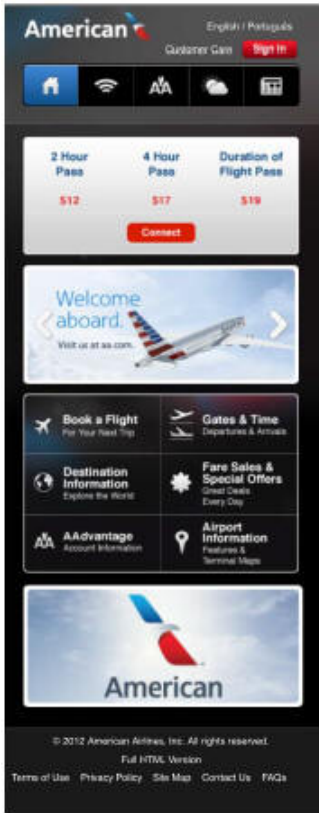 American
English / Português
Customer Care Sign In
AA
2 Hour Pass
4 Hour Pass
Duration of Flight Pass
$12
$17
$19
Connect
Welcome aboard.
Visit us at aa.com.
Book a Flight
For Your Next Trip
Gates & Time
Departures & Arrivals
Destination Information
Explore the World
Fare Sales & Special Offers
Great Deals Every Day
AA
AAdvantage
Account Information
Airport Information
Features & Terminal Maps
American
© 2012 American Airlines, Inc. All rights reserved.
Full HTML Version
Terms of Use Privacy Policy Site Map Contact Us FAQs